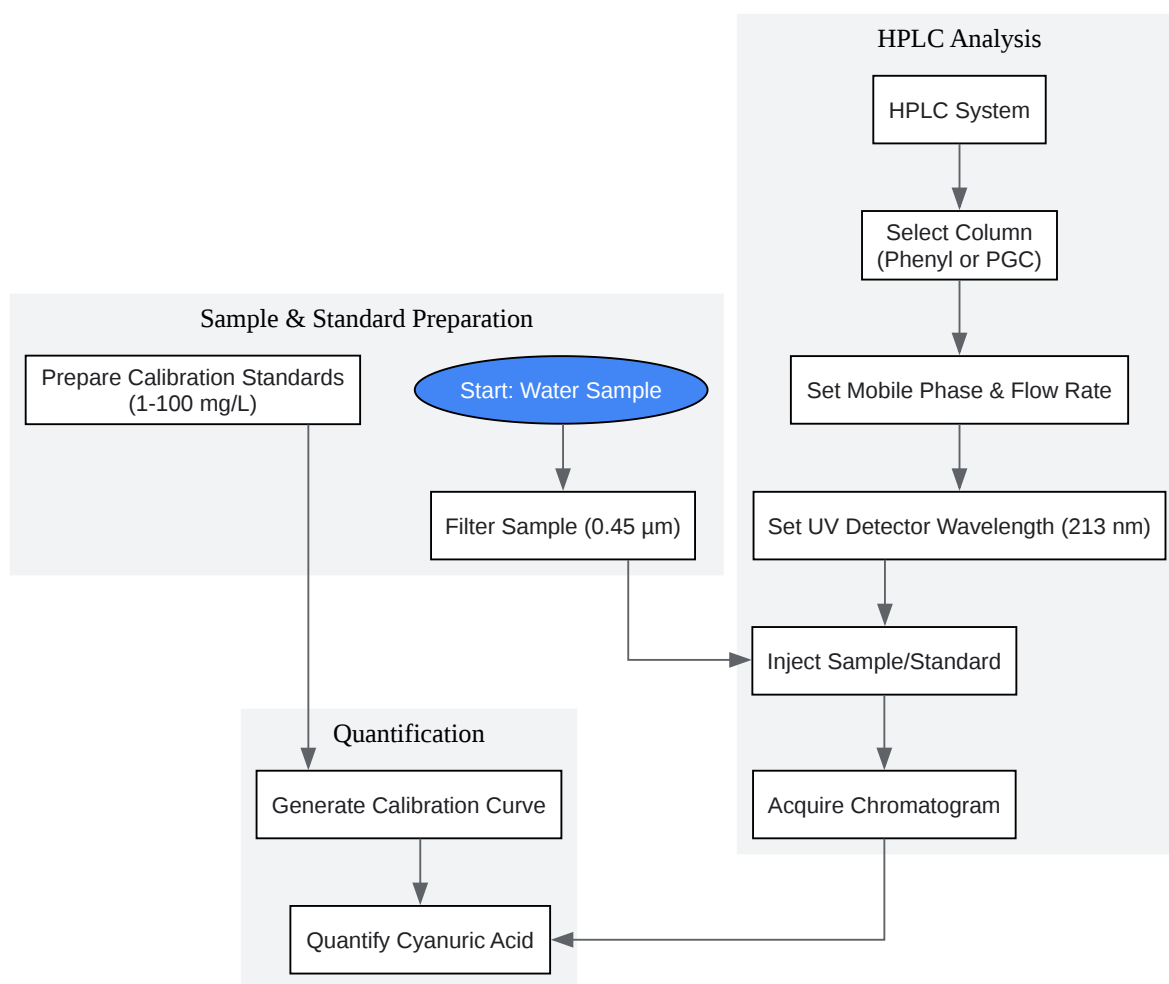 HPLC Analysis
HPLC System
Select Column
(Phenyl or PGC)
Sample & Standard Preparation
Prepare Calibration Standards
(1-100 mg/L)
Start: Water Sample
Set Mobile Phase & Flow Rate
Filter Sample (0.45 µm)
Set UV Detector Wavelength (213 nm)
Inject Sample/Standard
Quantification
Generate Calibration Curve
Acquire Chromatogram
Quantify Cyanuric Acid